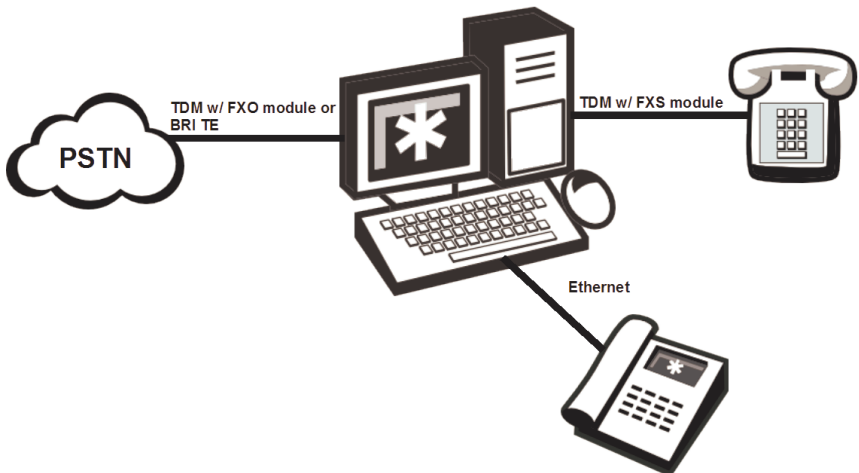 TDM w/ FXO module or
BRI TE
TDM w/ FXS module
PSTN
Ethernet